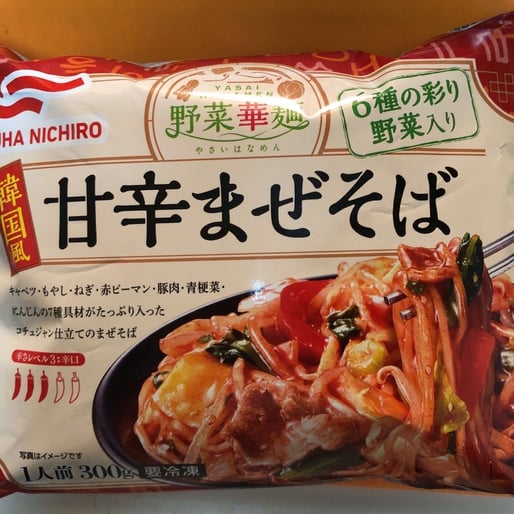 UHA NICHIRO
YASAI
野菜華麺
やさいはなめん
6種の彩り
野菜入り
韓国風
甘辛まぜそば
キャベツ・もやし・ねぎ・赤ピーマン・豚肉・青梗菜・
にんじんの7種具材がたっぷり入った
コチュジャン仕立てのまぜそば
辛さレベル3:辛口
写真はイメージです
1人前 300g 要冷凍